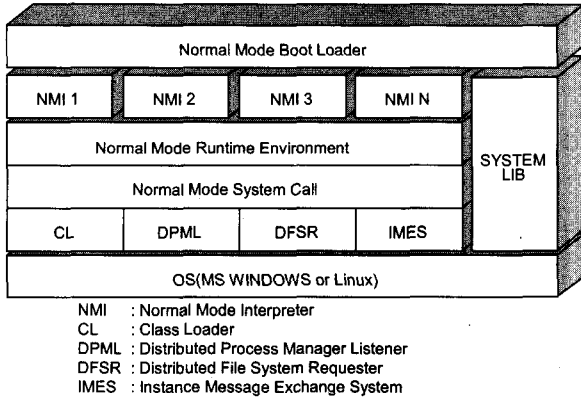 Normal Mode Boot Loader
NMI 1 NMI 2 NMI 3 NMI N
Normal Mode Runtime Environment
SYSTEM
LIB
Normal Mode System Call
CL DPML DFSR IMES
OS(MS WINDOWS or Linux)
NMI : Normal Mode Interpreter
CL : Class Loader
DPML : Distributed Process Manager Listener
DFSR : Distributed File System Requester
IMES : Instance Message Exchange System